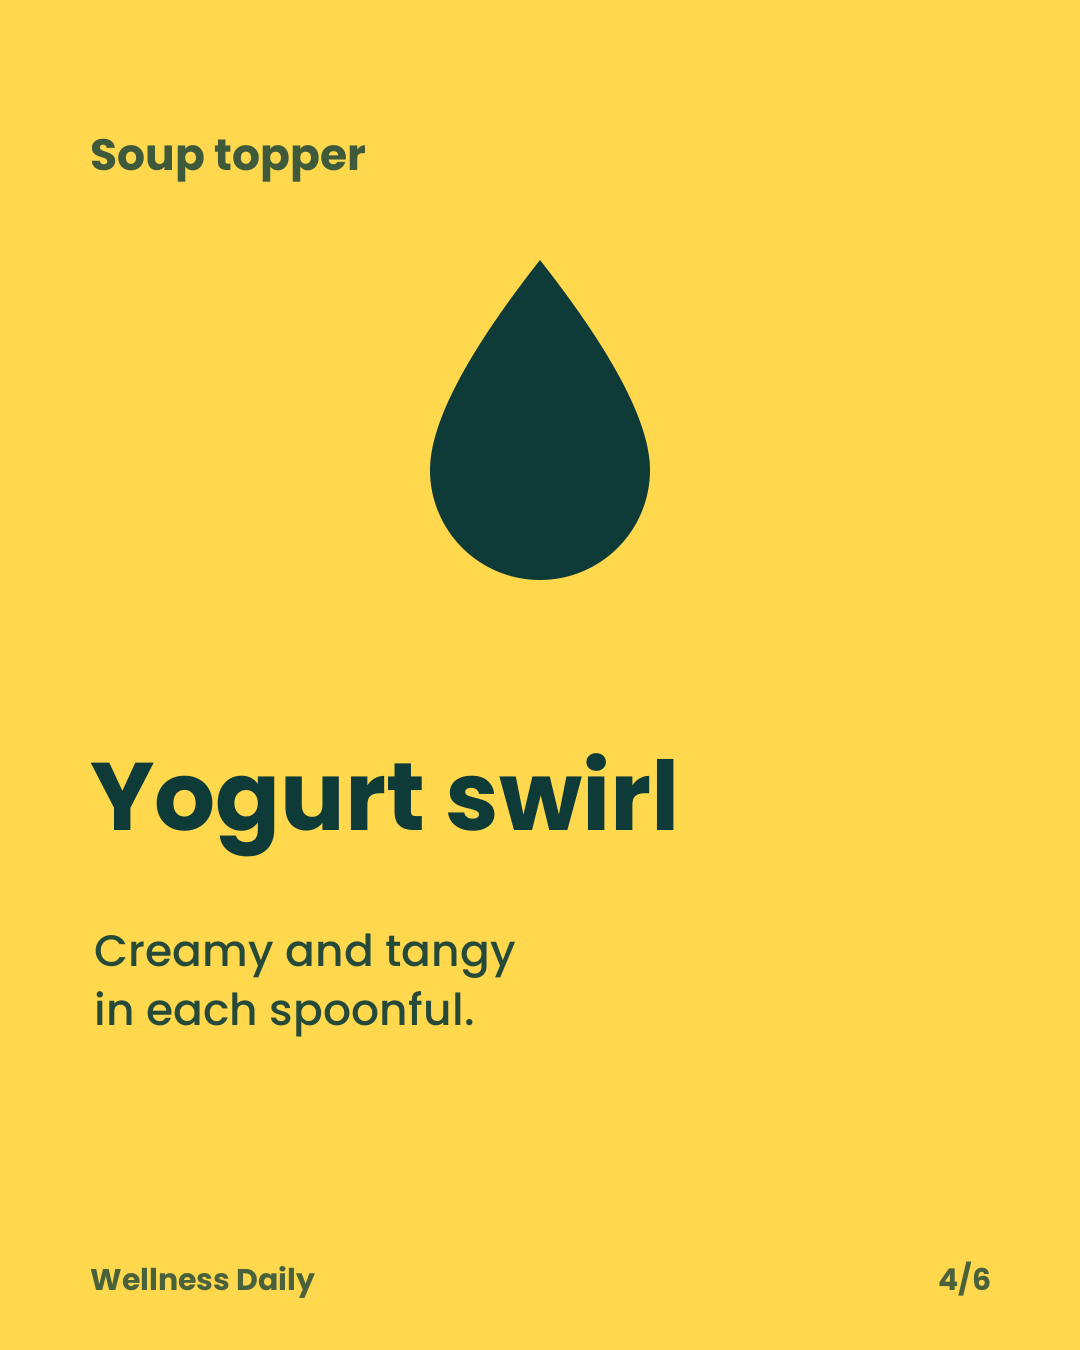 Soup topper
Yogurt swirl
Creamy and tangy
in each spoonful.
Wellness Daily
4/6